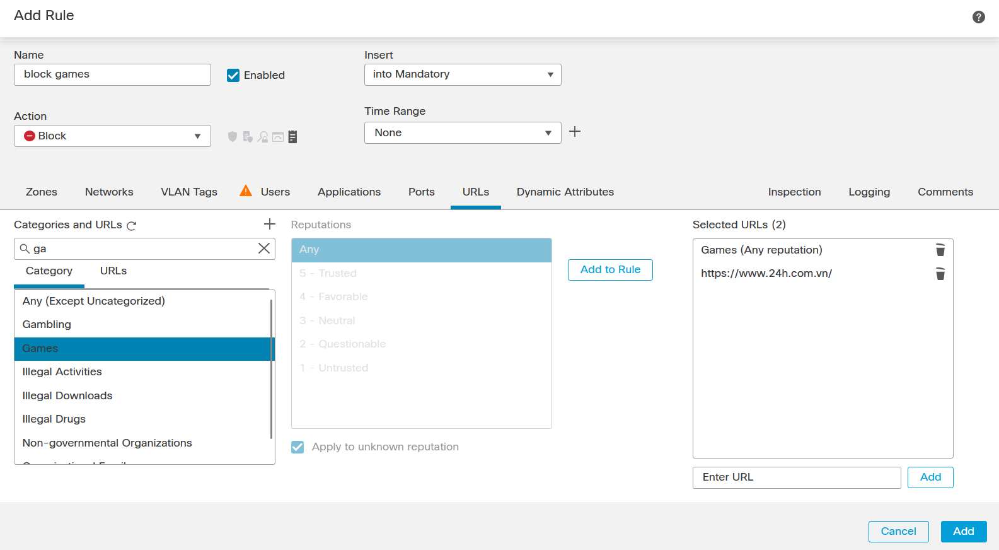 Add Rule
Name
Insert
block games
Enabled
into Mandatory
Action
Time Range
Block
None
Zones
Networks
VLAN Tags
Users
Applications
Ports
URLs
Dynamic Attributes
Inspection
Logging
Comments
Categories and URLs
Reputations
Selected URLs (2)
ga
Category
URLs
Any (Except Uncategorized)
Gambling
Games
Illegal Activities
Illegal Downloads
Illegal Drugs
Non-governmental Organizations
Any
5 - Trusted
4 - Favorable
3 - Neutral
2 - Questionable
1 - Untrusted
Apply to unknown reputation
Add to Rule
Games (Any reputation)
https://www.24h.com.vn/
Enter URL
Add
Cancel
Add